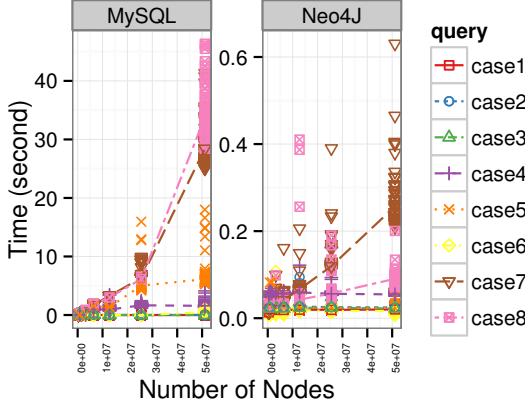 MySQL
Neo4J
Time (second)
40
30
20
10
0
0.6
0.4
0.2
0.0
0e+00
1e+07
2e+07
3e+07
4e+07
5e+07
0e+00
1e+07
2e+07
3e+07
4e+07
5e+07
Number of Nodes
query
case1
case2
case3
case4
case5
case6
case7
case8